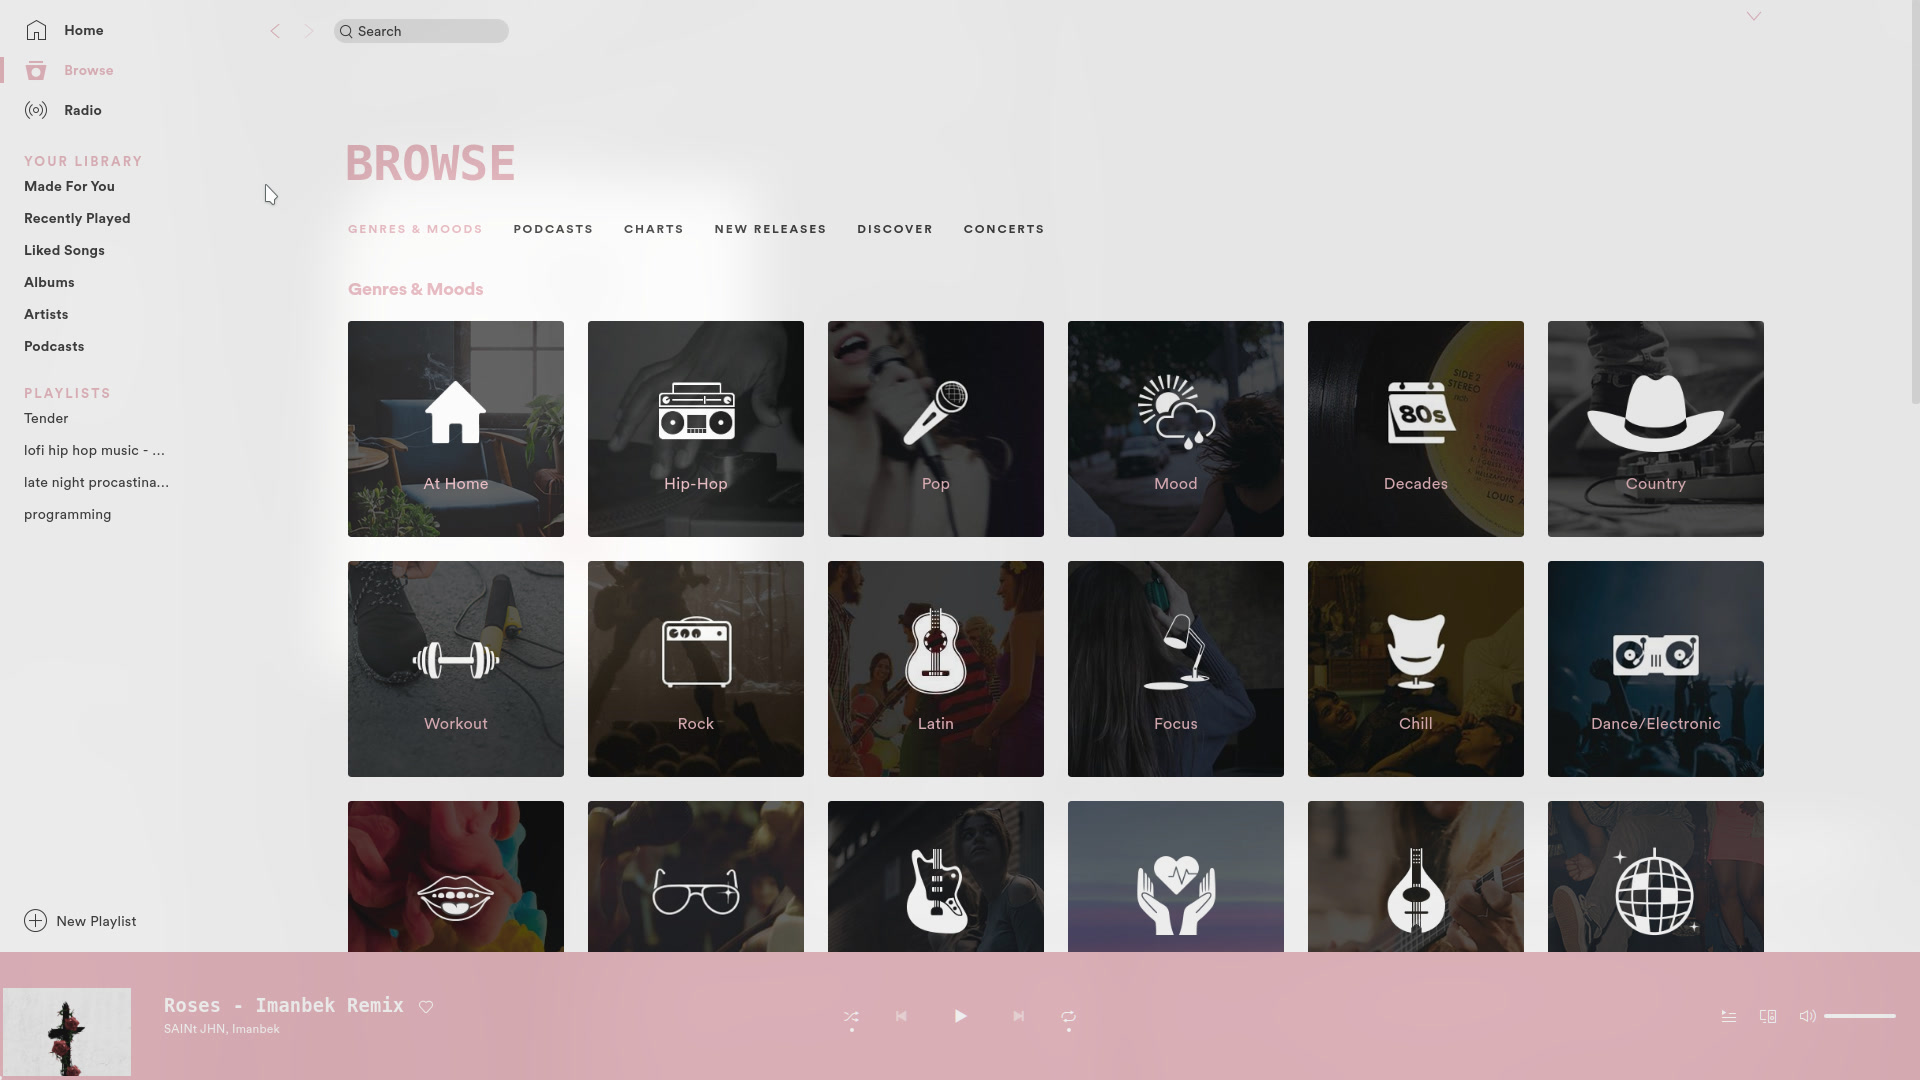 Home
Search
Browse
Radio
YOUR LIBRARY
Made For You
Recently Played
Liked Songs
Albums
Artists
Podcasts
PLAYLISTS
Tender
lofi hip hop music - ...
late night procastina...
programming
New Playlist
BROWSE
GENRES & MOODS PODCASTS CHARTS NEW RELEASES DISCOVER CONCERTS
Genres & Moods
At Home
Hip-Hop
Pop
Mood
SIDE 2
STEREO
80s
Decades
Country
Workout
Rock
Latin
Focus
Chill
Dance/Electronic
Roses - Imanbek Remix
SAINt JHN, Imanbek